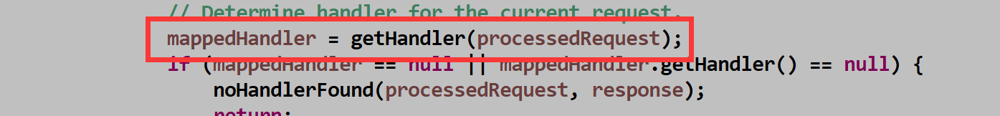 // Determine handler for the current request.
mappedHandler = getHandler(processedRequest);
if (mappedHandler == null || mappedHandler.getHandler() == null) {
noHandlerFound(processedRequest, response);
return;